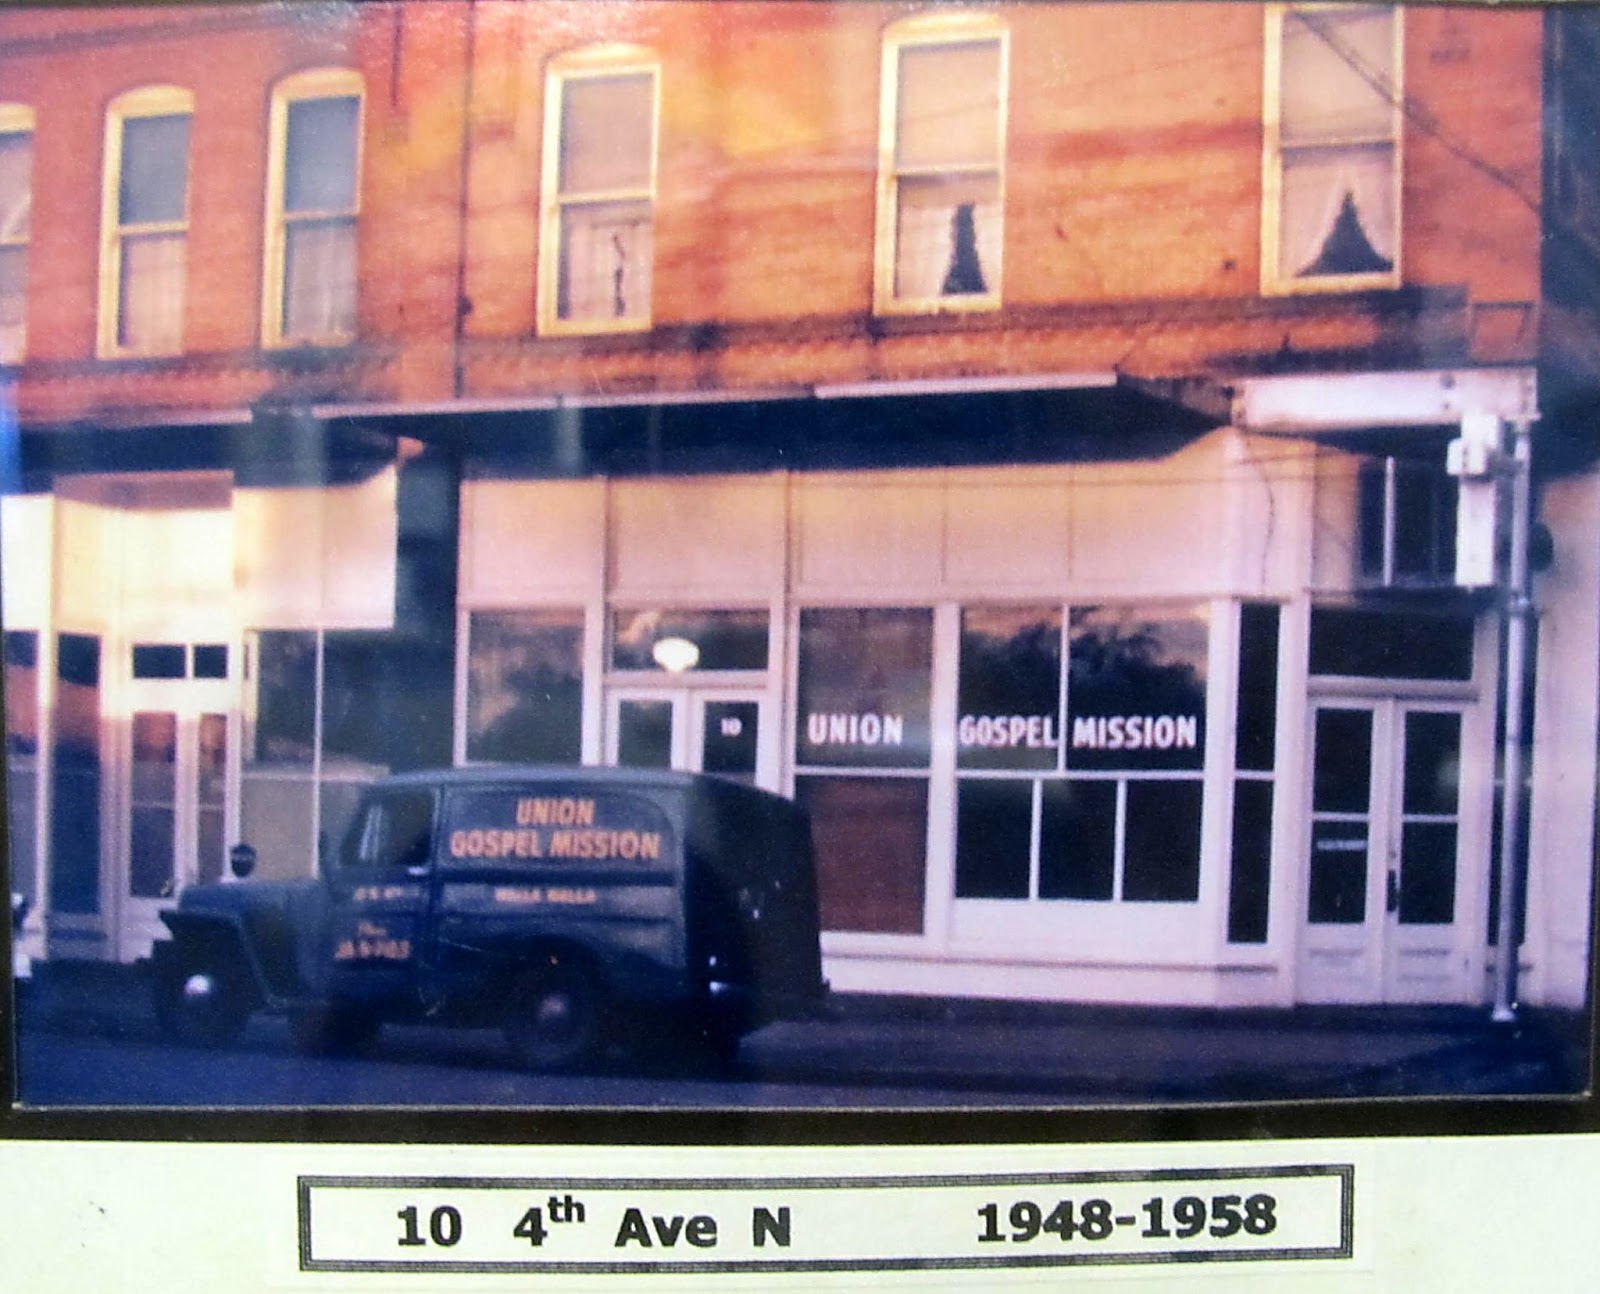 10
UNION GOSPEL MISSION
UNION
GOSPEL MISSION
WALLA WALLA
10 4th Ave N 1948-1958